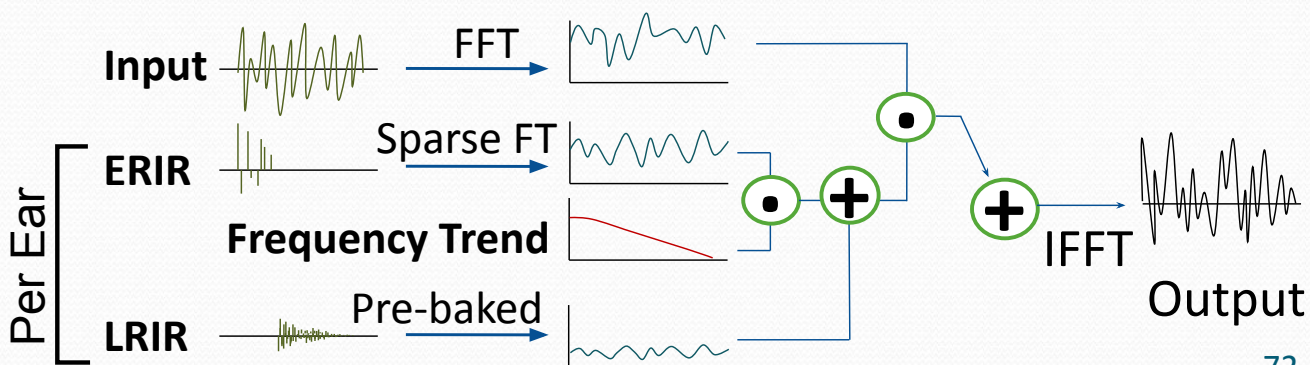 Input
FFT
ERIR
Sparse FT
Frequency Trend
Per Ear
LRIR
Pre-baked
IFFT
Output